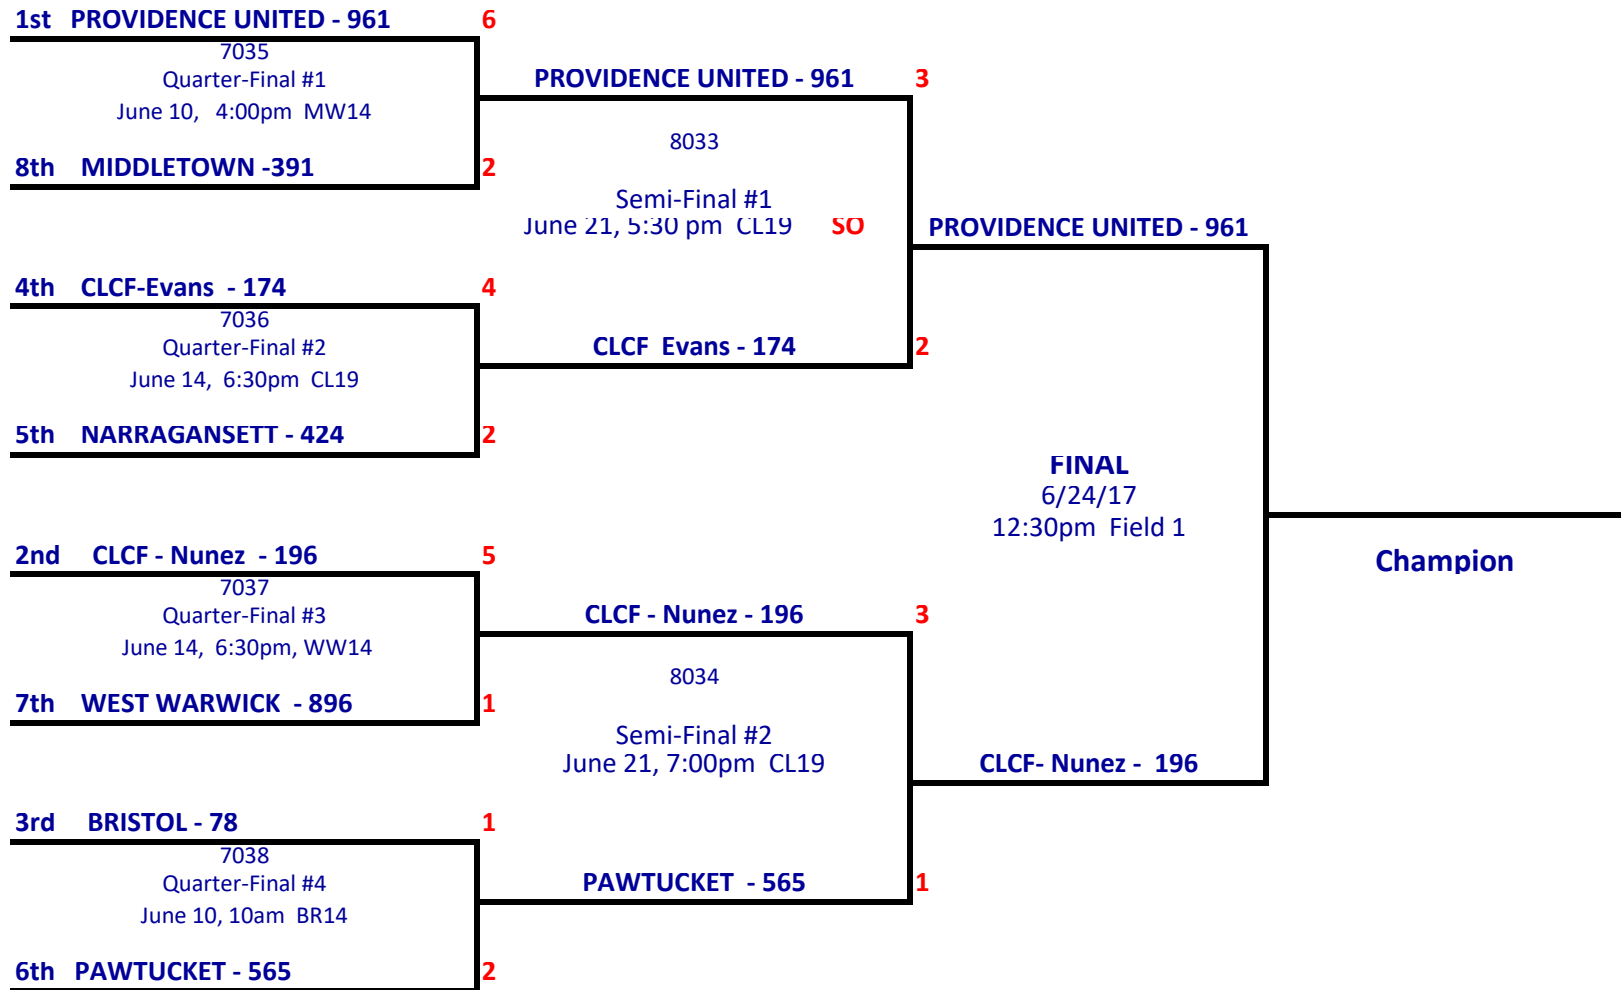 1st PROVIDENCE UNITED - 961 6
7035
Quarter-Final #1
June 10, 4:00pm MW14
8th MIDDLETOWN -391 2
PROVIDENCE UNITED - 961 3
8033
Semi-Final #1
June 21, 5:30 pm CL19 SO
4th CLCF-Evans - 174 4
7036
Quarter-Final #2
June 14, 6:30pm CL19
5th NARRAGANSETT - 424 2
CLCF Evans - 174 2
PROVIDENCE UNITED - 961
FINAL
6/24/17
12:30pm Field 1
Champion
2nd CLCF - Nunez - 196 5
7037
Quarter-Final #3
June 14, 6:30pm, WW14
7th WEST WARWICK - 896 1
CLCF - Nunez - 196 3
8034
Semi-Final #2
June 21, 7:00pm CL19
CLCF- Nunez - 196
3rd BRISTOL - 78 1
7038
Quarter-Final #4
June 10, 10am BR14
6th PAWTUCKET - 565 2
PAWTUCKET - 565 1